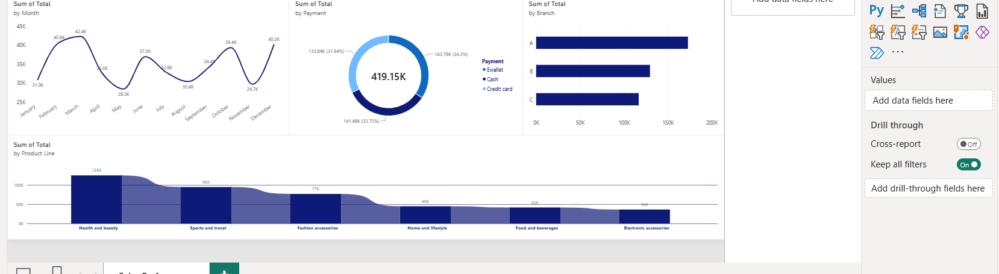 Sum of Total
by Month
45K
40K
35K
30K
25K
31.0K
40.8K
42.4K
32.6K
28.5K
37.0K
32.8K
30.4K
34.4K
39.4K
29.7K
40.2K
January
February
March
April
May
June
July
August
September
October
November
December
Sum of Total
by Payment
133.89K (31.94%)
143.78K (34.3%)
419.15K
141.48K (33.75%)
Payment
Ewallet
Cash
Credit card
Sum of Total
by Branch
A
B
C
0K
50K
100K
150K
200K
Sum of Total
by Product Line
100K
50K
0K
125K
95K
77K
45K
42K
36K
Health and beauty
Sports and travel
Fashion accessories
Home and lifestyle
Food and beverages
Electronic accessories
Add data fields here
Py
...
Values
Add data fields here
Drill through
Cross-report
Off
Keep all filters
On
Add drill-through fields here